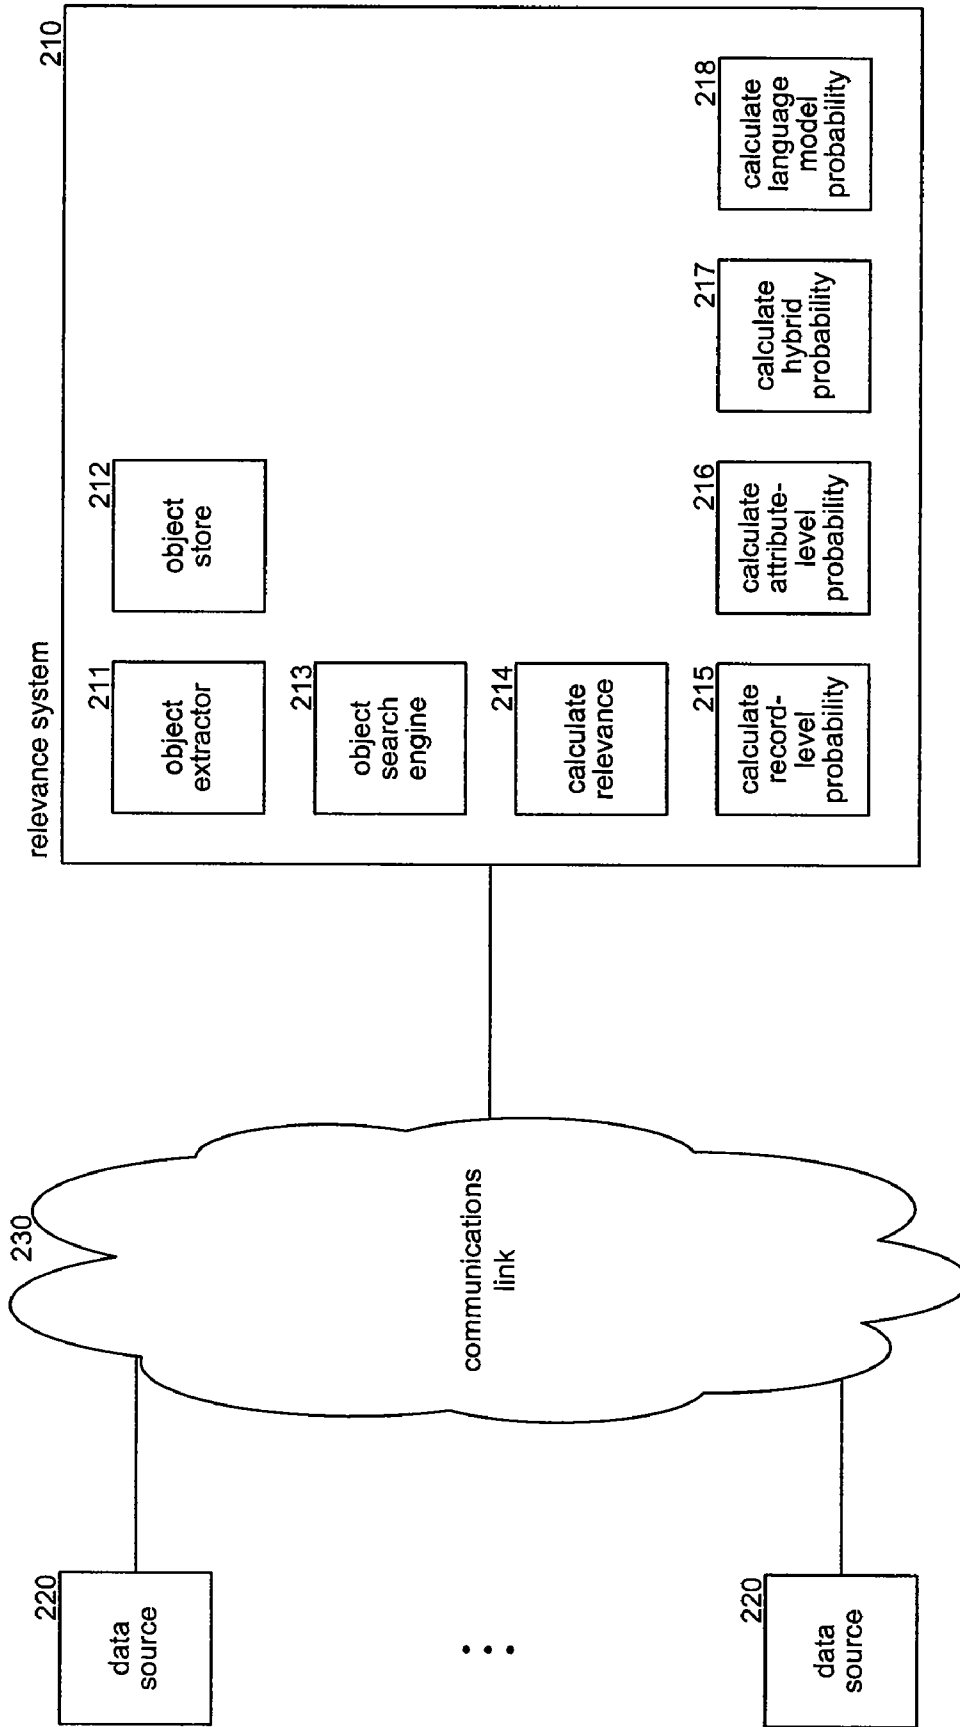 relevance system
210
211
object
extractor
212
object
store
213
object
search
engine
214
calculate
relevance
215
calculate
record-
level
probability
216
calculate
attribute-
level
probability
217
calculate
hybrid
probability
218
calculate
language
model
probability
230
communications
link
220
data
source
...
220
data
source